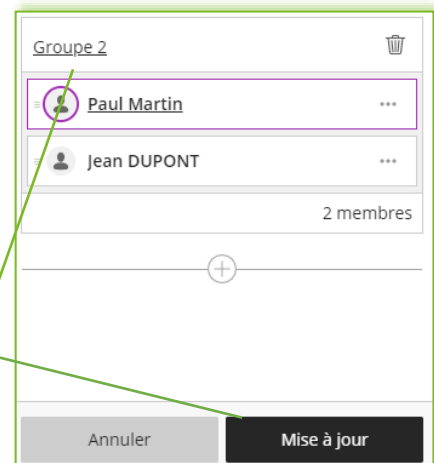 Groupe 2
Paul Martin
Jean DUPONT
2 membres
Annuler Mise à jour